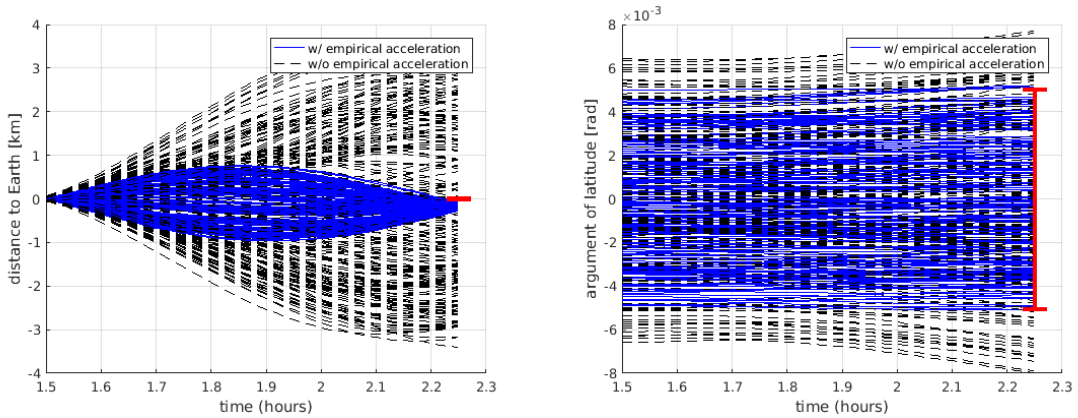 4
3
2
1
0
-1
-2
-3
-4
distance to Earth [km]
w/ empirical acceleration
w/o empirical acceleration
1.5 1.6 1.7 1.8 1.9 2 2.1 2.2 2.3
time (hours)
×10⁻³
8
6
4
2
0
-2
-4
-6
-8
argument of latitude [rad]
w/ empirical acceleration
w/o empirical acceleration
1.5 1.6 1.7 1.8 1.9 2 2.1 2.2 2.3
time (hours)